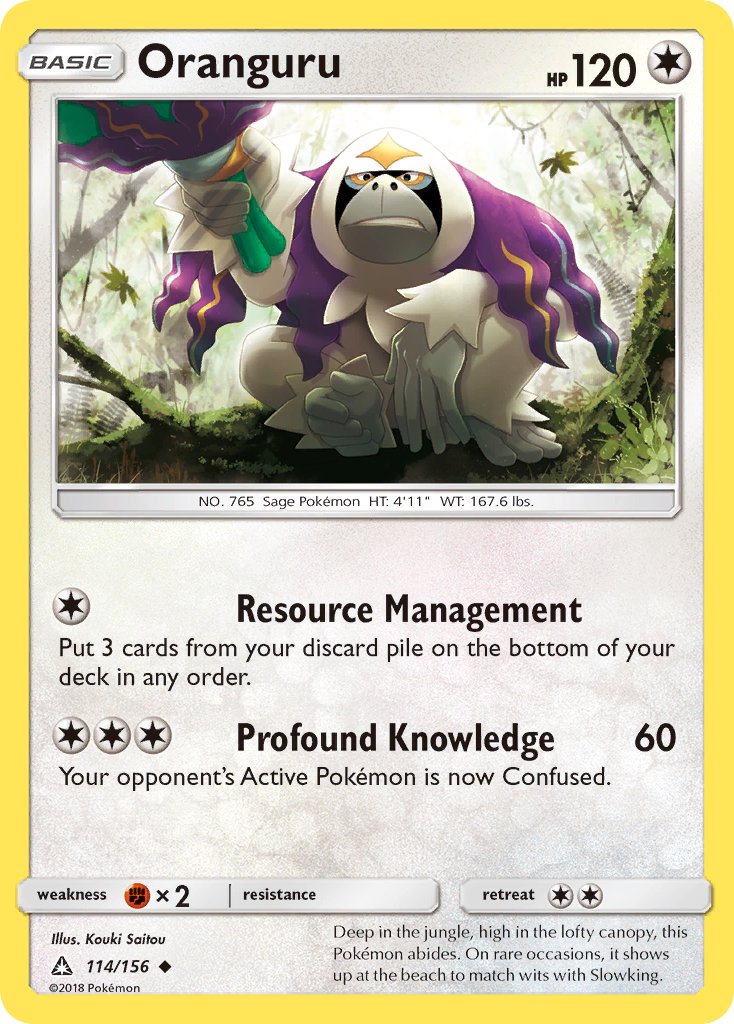 BASIC Oranguru HP 120
NO. 765 Sage Pokémon HT: 4'11" WT: 167.6 lbs.
Resource Management
Put 3 cards from your discard pile on the bottom of your
deck in any order.
Profound Knowledge 60
Your opponent's Active Pokémon is now Confused.
weakness × 2 resistance retreat
Illus. Kouki Saitou
114/156
©2018 Pokémon
Deep in the jungle, high in the lofty canopy, this
Pokémon abides. On rare occasions, it shows
up at the beach to match wits with Slowking.